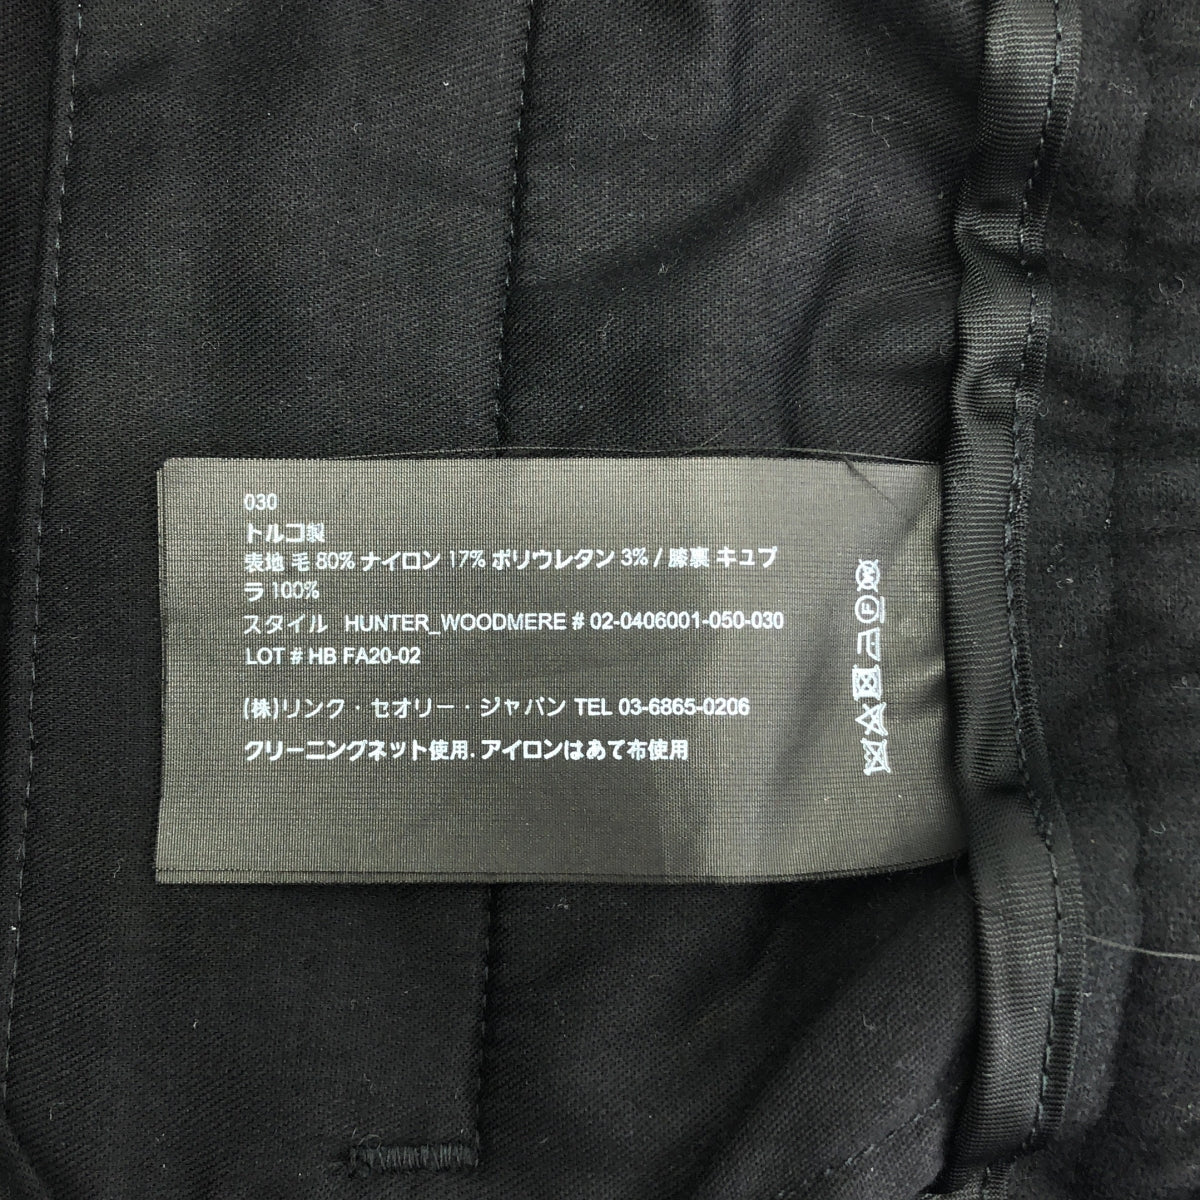 030
トルコ製
表地 毛 80% ナイロン 17% ポリウレタン 3% / 膝裏 キュプ
ラ 100%
スタイル HUNTER_WOODMERE # 02-0406001-050-030
LOT # HB FA20-02
(株)リンク・セオリー・ジャパン TEL 03-6865-0206
クリーニングネット使用. アイロンはあて布使用
W
F